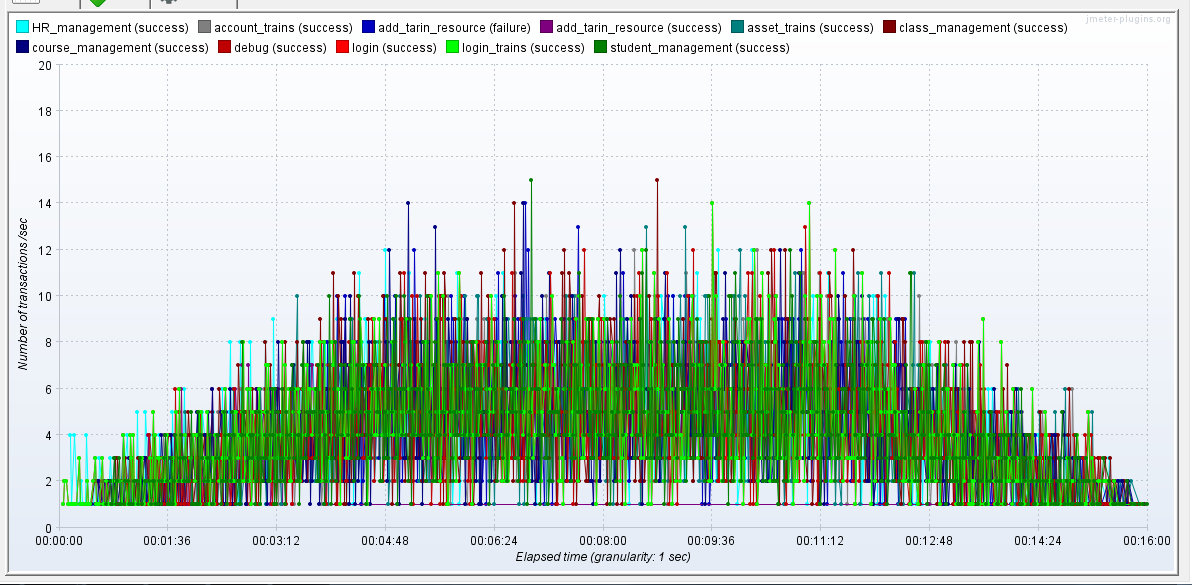 jmeter-plugins.org
HR_management (success) account_trains (success) add_tarin_resource (failure) add_tarin_resource (success) asset_trains (success) class_management (success)
course_management (success) debug (success) login (success) login_trains (success) student_management (success)
20
18
16
14
12
10
8
6
4
2
0
Number of transactions /sec
00:00:00 00:01:36 00:03:12 00:04:48 00:06:24 00:08:00 00:09:36 00:11:12 00:12:48 00:14:24 00:16:00
Elapsed time (granularity: 1 sec)